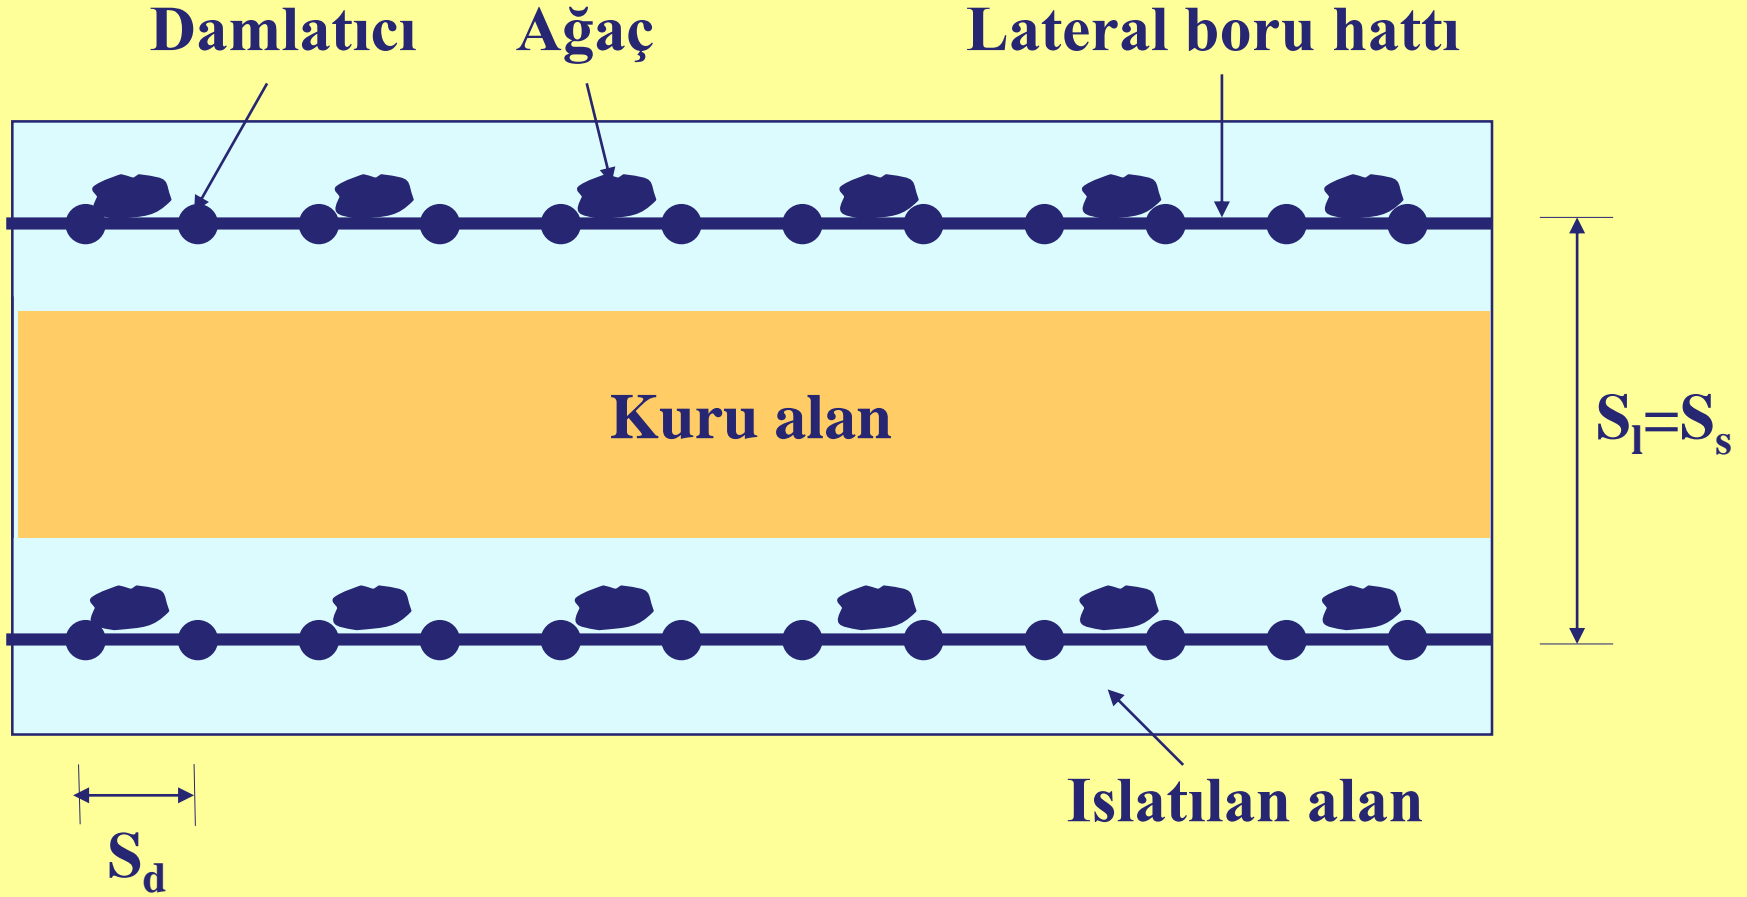 Damlatıcı Ağaç Lateral boru hattı
Kuru alan
Sl=Ss
Islatılan alan
Sd